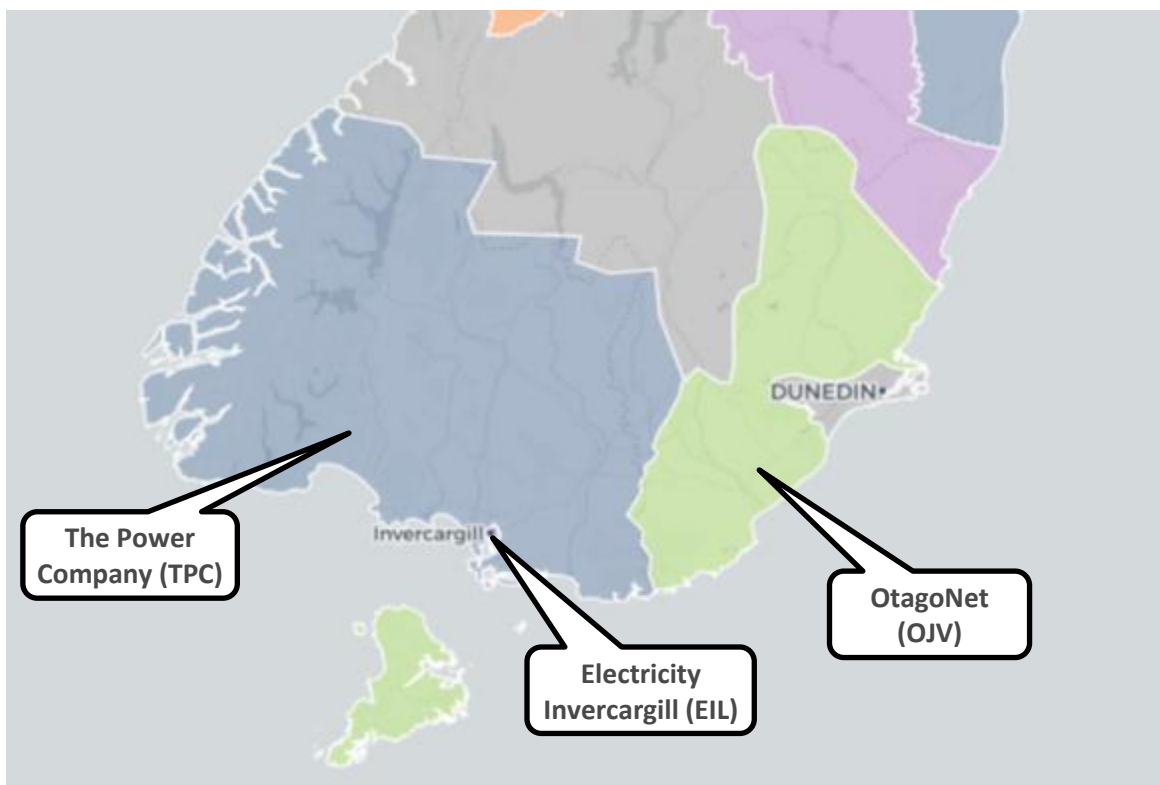 DUNEDIN
Invercargill
The Power
Company (TPC)
OtagoNet
(OJV)
Electricity
Invercargill (EIL)